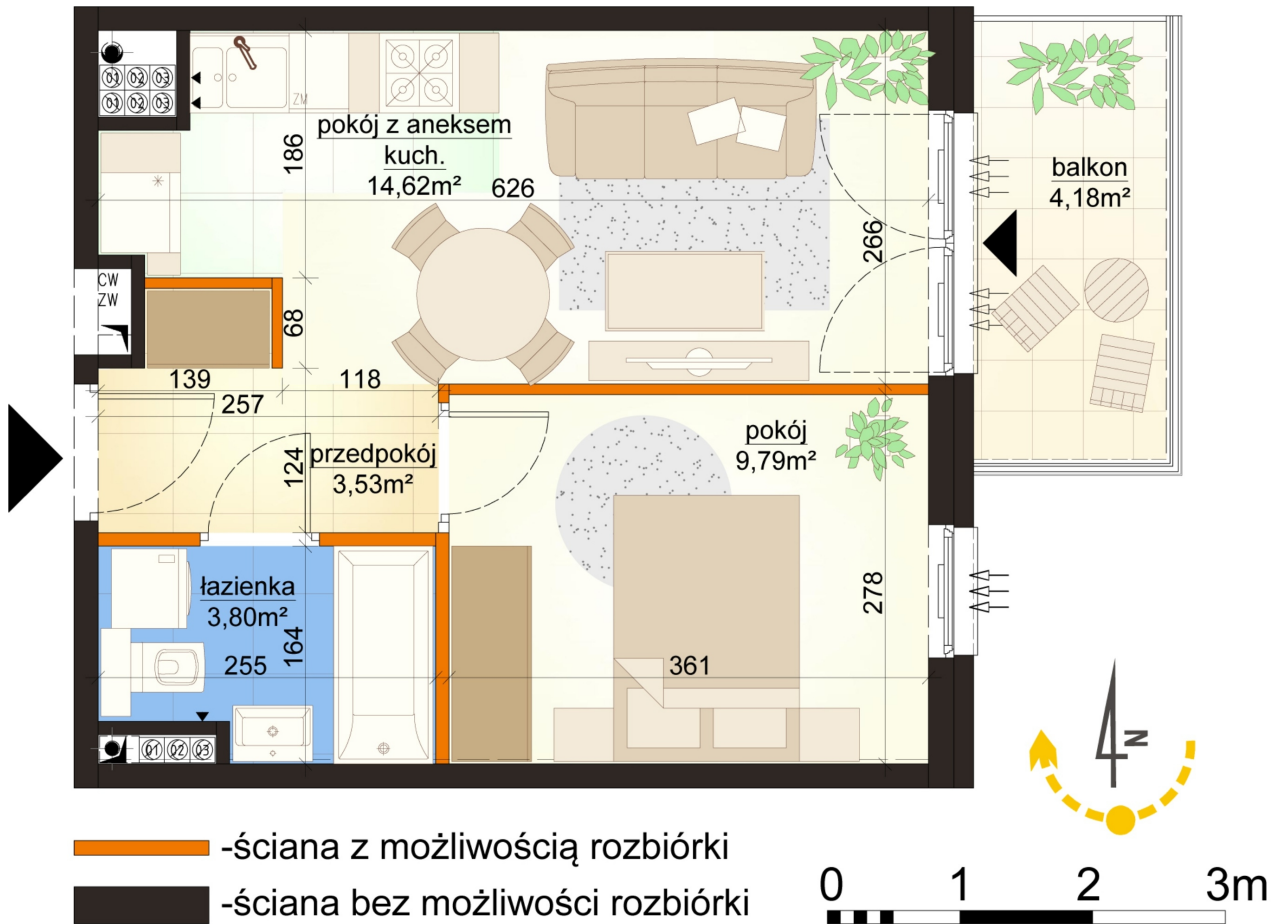 01 02 03
01 02 03
ZM
pokój z aneksem
kuch.
14,62m²
186
626
balkon
4,18m²
266
CW
ZW
68
139
118
257
124
przedpokój
3,53m²
pokój
9,79m²
łazienka
3,80m²
164
255
278
361
01 02 03
N
-ściana z możliwością rozbiórki
-ściana bez możliwości rozbiórki
0 1 2 3m